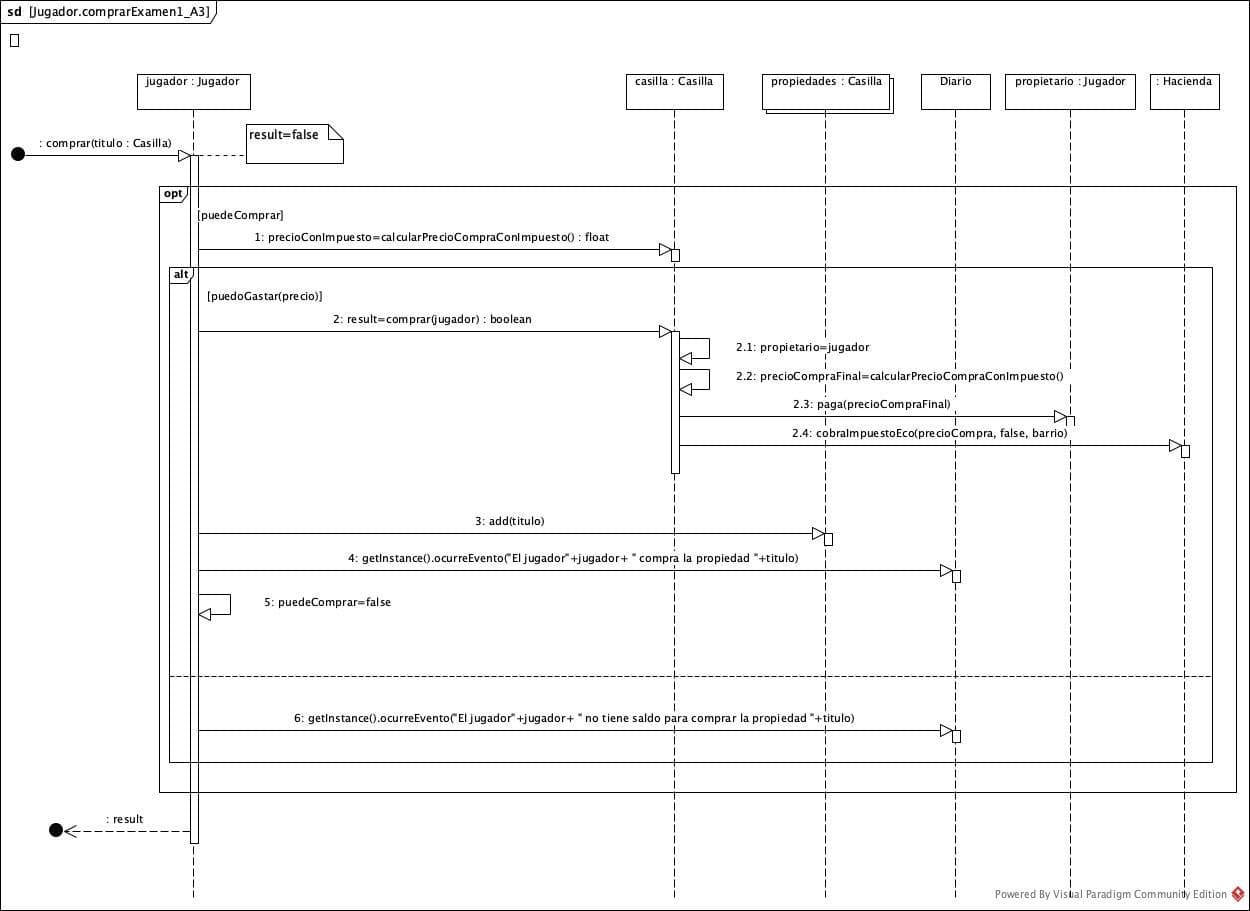 sd [Jugador.comprarExamen1_A3]
jugador : Jugador
casilla : Casilla
propiedades : Casilla
Diario
propietario : Jugador
: Hacienda
: comprar(titulo : Casilla)
result=false
opt
[puedeComprar]
1: precioConImpuesto=calcularPrecioCompraConImpuesto() : float
alt
[puedoGastar(precio)]
2: result=comprar(jugador) : boolean
2.1: propietario=jugador
2.2: precioCompraFinal=calcularPrecioCompraConImpuesto()
2.3: paga(precioCompraFinal)
2.4: cobraImpuestoEco(precioCompra, false, barrio)
3: add(titulo)
4: getInstance().ocurreEvento("El jugador"+jugador+ " compra la propiedad "+titulo)
5: puedeComprar=false
6: getInstance().ocurreEvento("El jugador"+jugador+ " no tiene saldo para comprar la propiedad "+titulo)
: result
Powered By Visual Paradigm Community Edition